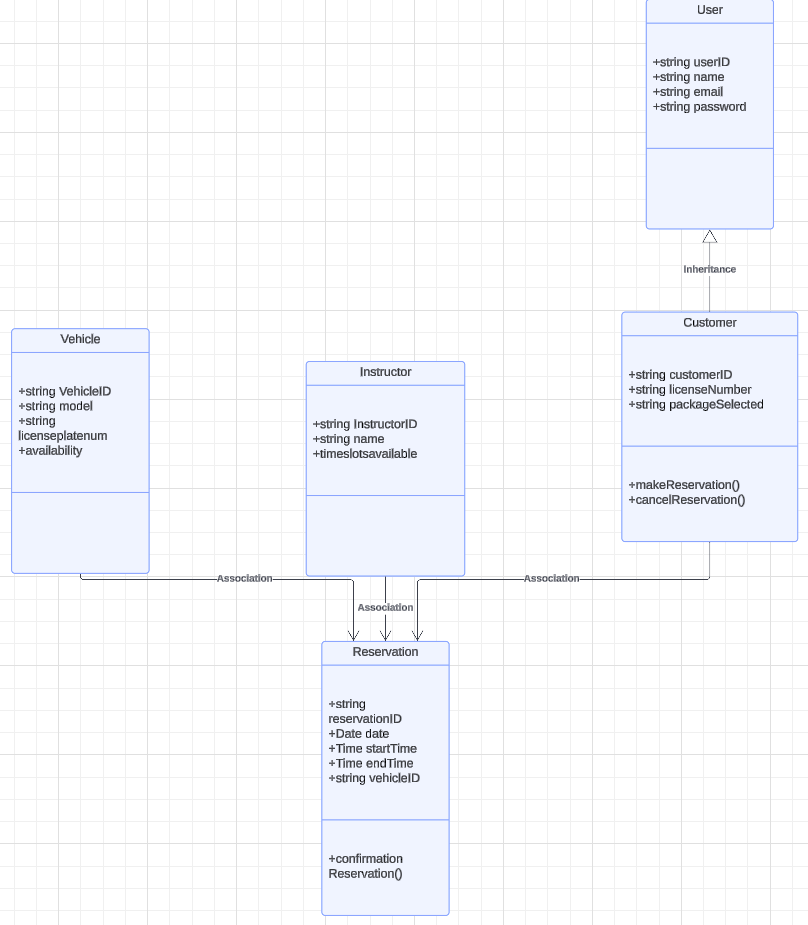 User
+string userID
+string name
+string email
+string password
Inheritance
Customer
+string customerID
+string licenseNumber
+string packageSelected
+makeReservation()
+cancelReservation()
Vehicle
+string VehicleID
+string model
+string
licenseplatenum
+availability
Instructor
+string InstructorID
+string name
+timeslotsavailable
Association
Association
Association
Reservation
+string
reservationID
+Date date
+Time startTime
+Time endTime
+string vehicleID
+confirmation
Reservation()